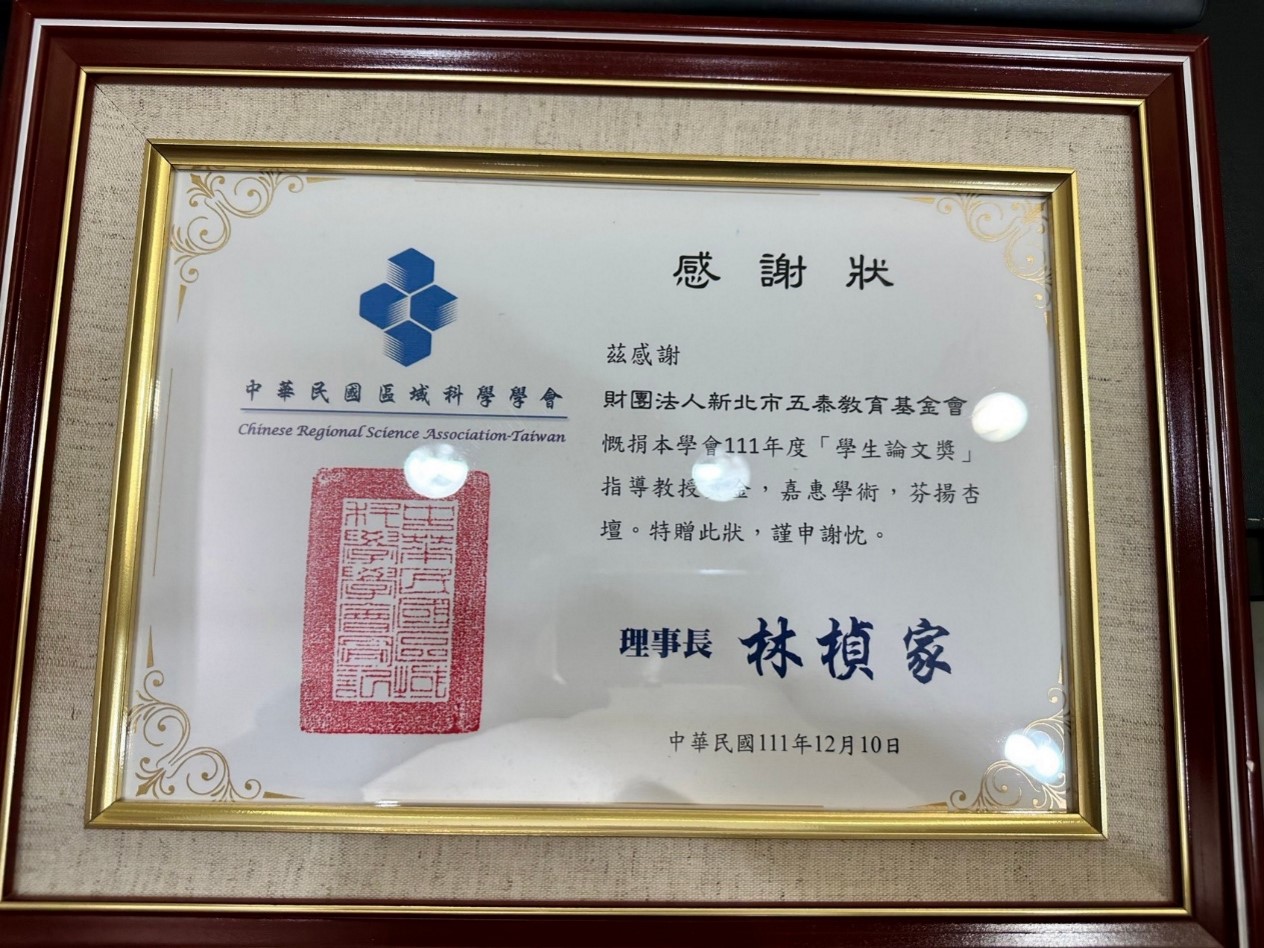 中華民國區域科學學會
Chinese Regional Science Association-Taiwan
感謝狀
茲感謝
財團法人新北市五泰教育基金會
慨捐本學會111年度「學生論文獎」
指導教授金，嘉惠學術，芬揚杏
壇。特贈此狀，謹申謝忱。
理事長 林楨家
中華民國111年12月10日